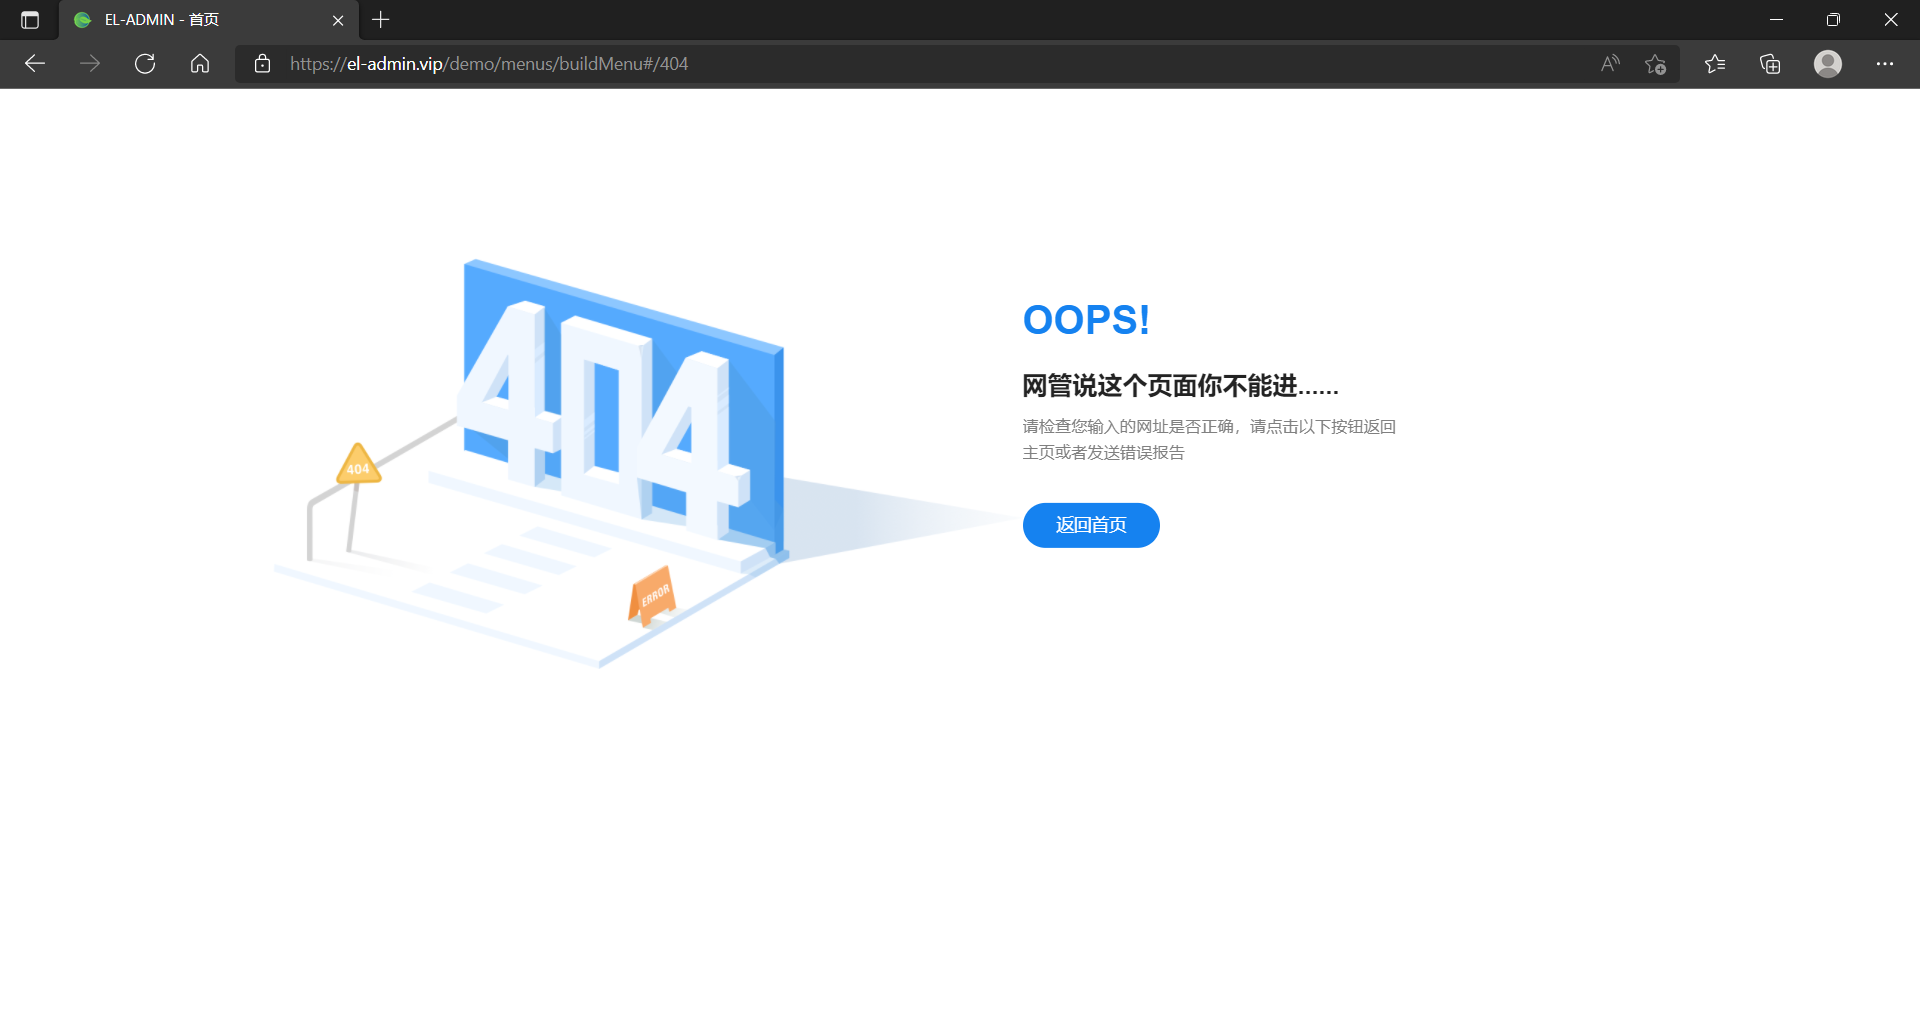 EL-ADMIN - 首页
https://el-admin.vip/demo/menus/buildMenu#/404
404
404
ERROR
OOPS!
网管说这个页面你不能进......
请检查您输入的网址是否正确，请点击以下按钮返回
主页或者发送错误报告
返回首页